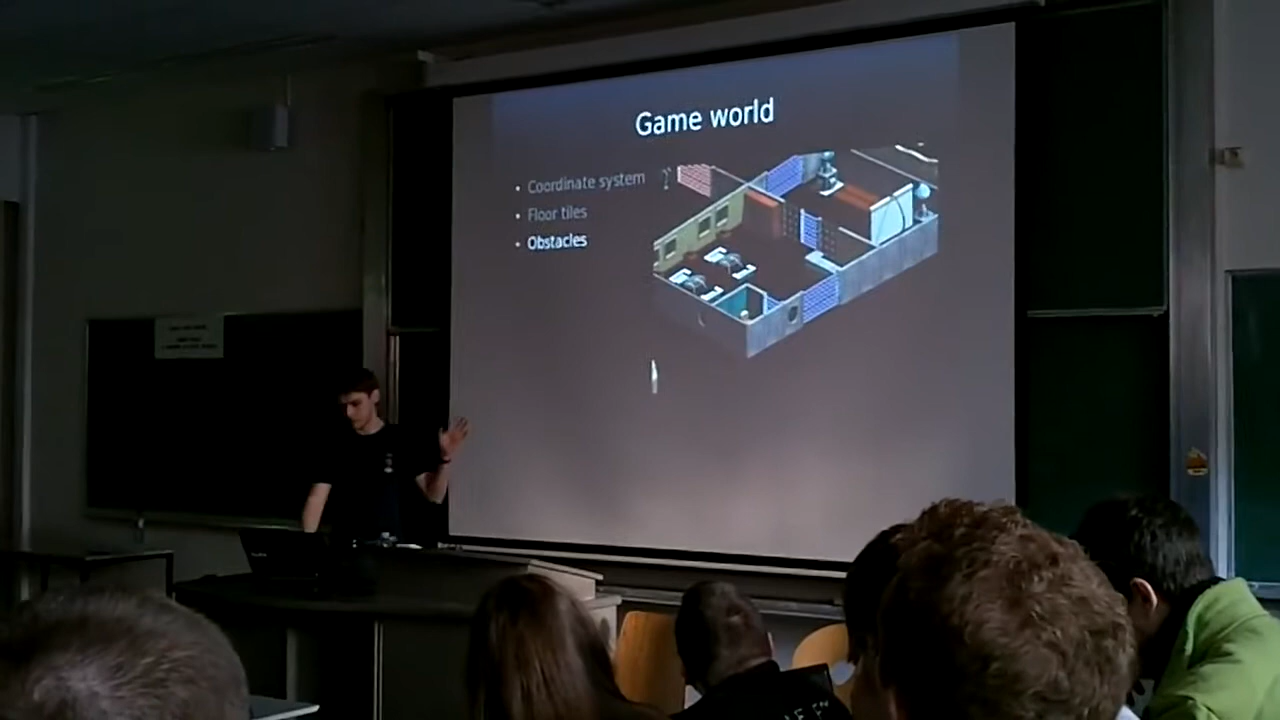 Game world
• Coordinate system
• Floor tiles
• Obstacles